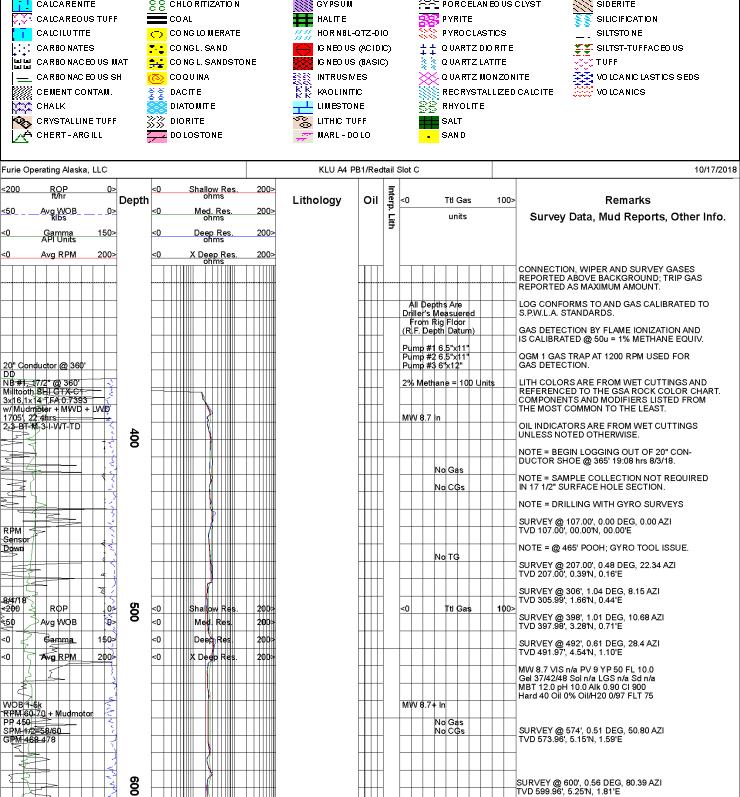 CALCARENITE
CALCAREOUS TUFF
CALCILUTITE
CARBONATES
CARBONACEOUS MAT
CARBONACEOUS SH
CEMENT CONTAM.
CHALK
CRYSTALLINE TUFF
CHERT-ARGILL
CHLORITIZATION
COAL
CONGLOMERATE
CONGL. SAND
CONGL. SANDSTONE
COQUINA
DACITE
DIATOMITE
DIORITE
DOLOSTONE
GYPSUM
HALITE
HORNBL-QTZ-DIO
IGNEOUS (ACIDIC)
IGNEOUS (BASIC)
INTRUSIVES
KAOLINITIC
LIMESTONE
LITHIC TUFF
MARL - DOLO
PORCELANEOUS CLYST
PYRITE
PYROCLASTICS
QUARTZ DIORITE
QUARTZ LATITE
QUARTZ MONZONITE
RECRYSTALLIZED CALCITE
RHYOLITE
SALT
SAND
SIDERITE
SILICIFICATION
SILTSTONE
SILTST-TUFFACEOUS
TUFF
VOLCANICLASTICS SEDS
VOLCANICS
Furie Operating Alaska, LLC
KLU A4 PB1/Redtail Slot C
10/17/2018
<200 ROP 0>
ft/hr
<50 Avg WOB 0>
klbs
<0 Gamma 150>
API Units
<0 Avg RPM 200>
Depth
<0 Shallow Res. 200>
ohms
<0 Med. Res. 200>
ohms
<0 Deep Res. 200>
ohms
<0 X Deep Res. 200>
ohms
Lithology
Oil
Interp. Lith
<0 Ttl Gas 100>
units
Remarks
Survey Data, Mud Reports, Other Info.
20" Conductor @ 360'
DD
NB #1, 17/2" @ 360'
Milltooth BHI GTX-C1
3x16,1x14 TFA 0.7393
w/ Mudmotor + MWD + LWD
1705', 22.4hrs
2-3-BT-M-3-I-WT-TD
RPM
Sensor
Down
8/4/18
<200 ROP 0>
<50 Avg WOB 0>
<0 Gamma 150>
<0 Avg RPM 200>
WOB 1-5k
RPM 60-70 + Mudmotor
PP 450
SPM-1/2=58/60
GPM 468-478
400
500
600
<0 Shallow Res. 200>
<0 Med. Res. 200>
<0 Deep Res. 200>
<0 X Deep Res. 200>
All Depths Are
Driller's Measuered
From Rig Floor
(R.F. Depth Datum)
Pump #1 6.5"x11"
Pump #2 6.5"x11"
Pump #3 6"x12"
2% Methane = 100 Units
MW 8.7 In
No Gas
No CGs
No TG
<0 Ttl Gas 100>
MW 8.7+ In
No Gas
No CGs
CONNECTION, WIPER AND SURVEY GASES
REPORTED ABOVE BACKGROUND; TRIP GAS
REPORTED AS MAXIMUM AMOUNT.
LOG CONFORMS TO AND GAS CALIBRATED TO
S.P.W.L.A. STANDARDS.
GAS DETECTION BY FLAME IONIZATION AND
IS CALIBRATED @ 50u = 1% METHANE EQUIV.
QGM 1 GAS TRAP AT 1200 RPM USED FOR
GAS DETECTION.
LITH COLORS ARE FROM WET CUTTINGS AND
REFERENCED TO THE GSA ROCK COLOR CHART.
COMPONENTS AND MODIFIERS LISTED FROM
THE MOST COMMON TO THE LEAST.
OIL INDICATORS ARE FROM WET CUTTINGS
UNLESS NOTED OTHERWISE.
NOTE = BEGIN LOGGING OUT OF 20" CON-
DUCTOR SHOE @ 365' 19:08 hrs 8/3/18.
NOTE = SAMPLE COLLECTION NOT REQUIRED
IN 17 1/2" SURFACE HOLE SECTION.
NOTE = DRILLING WITH GYRO SURVEYS
SURVEY @ 107.00', 0.00 DEG, 0.00 AZI
TVD 107.00', 00.00'N, 00.00'E
NOTE = @ 465' POOH; GYRO TOOL ISSUE.
SURVEY @ 207.00', 0.48 DEG, 22.34 AZI
TVD 207.00', 0.39'N, 0.16'E
SURVEY @ 306', 1.04 DEG, 8.15 AZI
TVD 305.99', 1.66'N, 0.44'E
SURVEY @ 398', 1.01 DEG, 10.68 AZI
TVD 397.98', 3.28'N, 0.71'E
SURVEY @ 492', 0.61 DEG, 28.4 AZI
TVD 491.97', 4.54'N, 1.10'E
MW 8.7 VIS n/a PV 9 YP 50 FL 10.0
Gel 37/42/48 Sol n/a LGS n/a Sd n/a
MBT 12.0 pH 10.0 Alk 0.90 Cl 900
Hard 40 Oil 0% Oil/H20 0/97 FLT 75
SURVEY @ 574', 0.51 DEG, 50.80 AZI
TVD 573.96', 5.15'N, 1.59'E
SURVEY @ 600', 0.56 DEG, 80.39 AZI
TVD 599.96', 5.25'N, 1.81'E